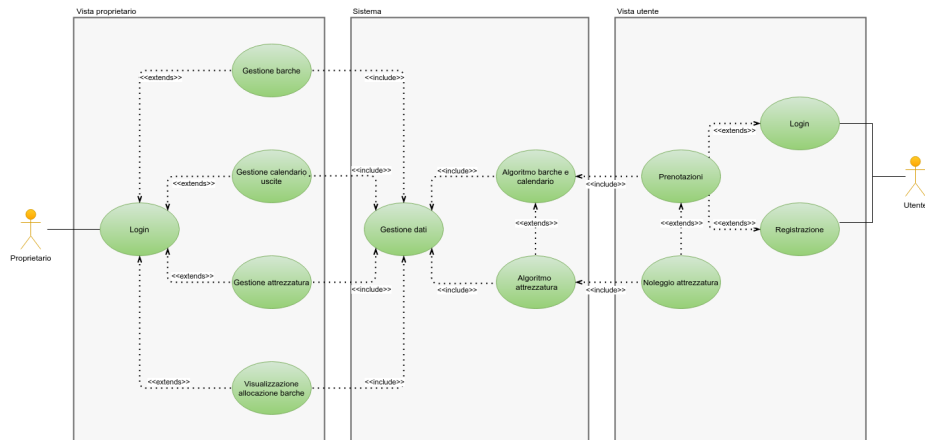 Vista proprietario
Sistema
Vista utente
Gestione barche
<<extends>>
<<include>>
Login
<<extends>>
Gestione calendario
uscite
<<extends>>
<<include>>
<<include>>
Algoritmo barche e
calendario
<<include>>
Prenotazioni
Utente
Proprietario
Login
Gestione dati
<<extends>>
<<extends>>
<<extends>>
Registrazione
<<extends>>
Gestione attrezzatura
<<include>>
<<include>>
Algoritmo
attrezzatura
<<include>>
Noleggio attrezzatura
<<extends>>
Visualizzazione
allocazione barche
<<include>>